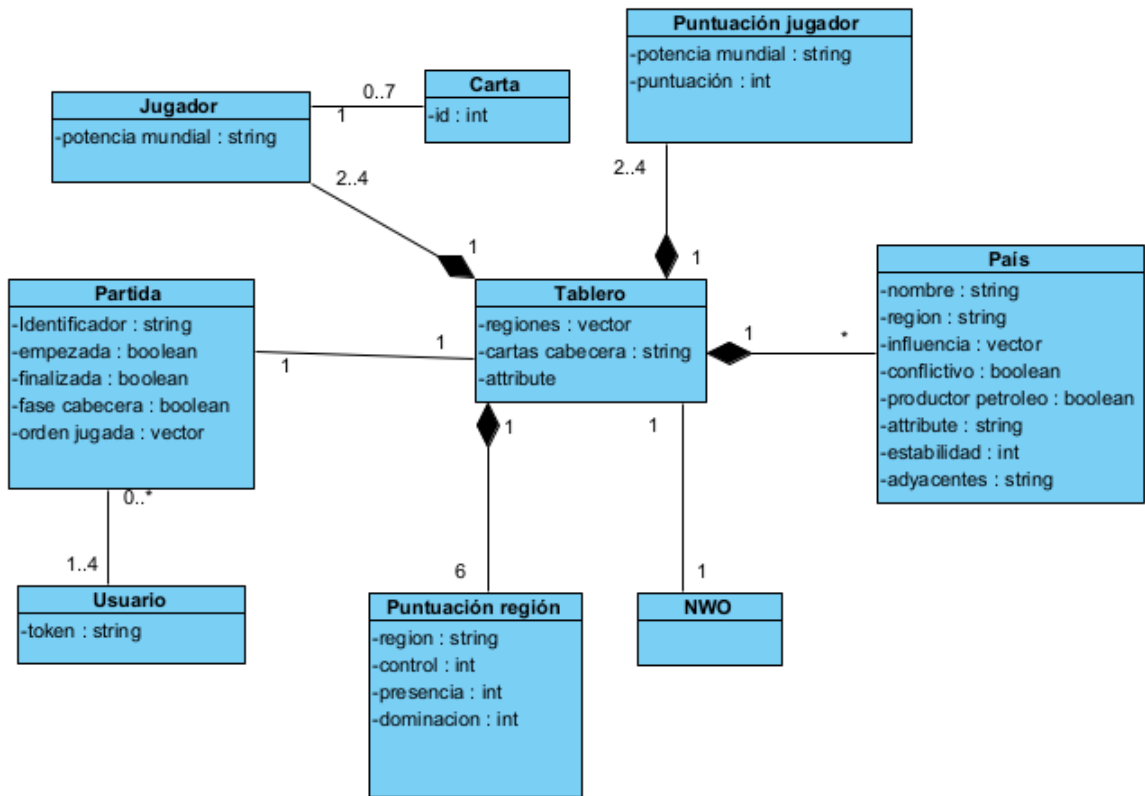 Puntuación jugador
-potencia mundial : string
-puntuación : int
2..4
1
Carta
-id : int
0..7
1
Jugador
-potencia mundial : string
2..4
1
Partida
-Identificador : string
-empezada : boolean
-finalizada : boolean
-fase cabecera : boolean
-orden jugada : vector
1
1
Tablero
-regiones : vector
-cartas cabecera : string
-attribute
1
*
País
-nombre : string
-region : string
-influencia : vector
-conflictivo : boolean
-productor petroleo : boolean
-attribute : string
-estabilidad : int
-adyacentes : string
1
1
0..*
1..4
6
1
Usuario
-token : string
Puntuación región
-region : string
-control : int
-presencia : int
-dominacion : int
NWO